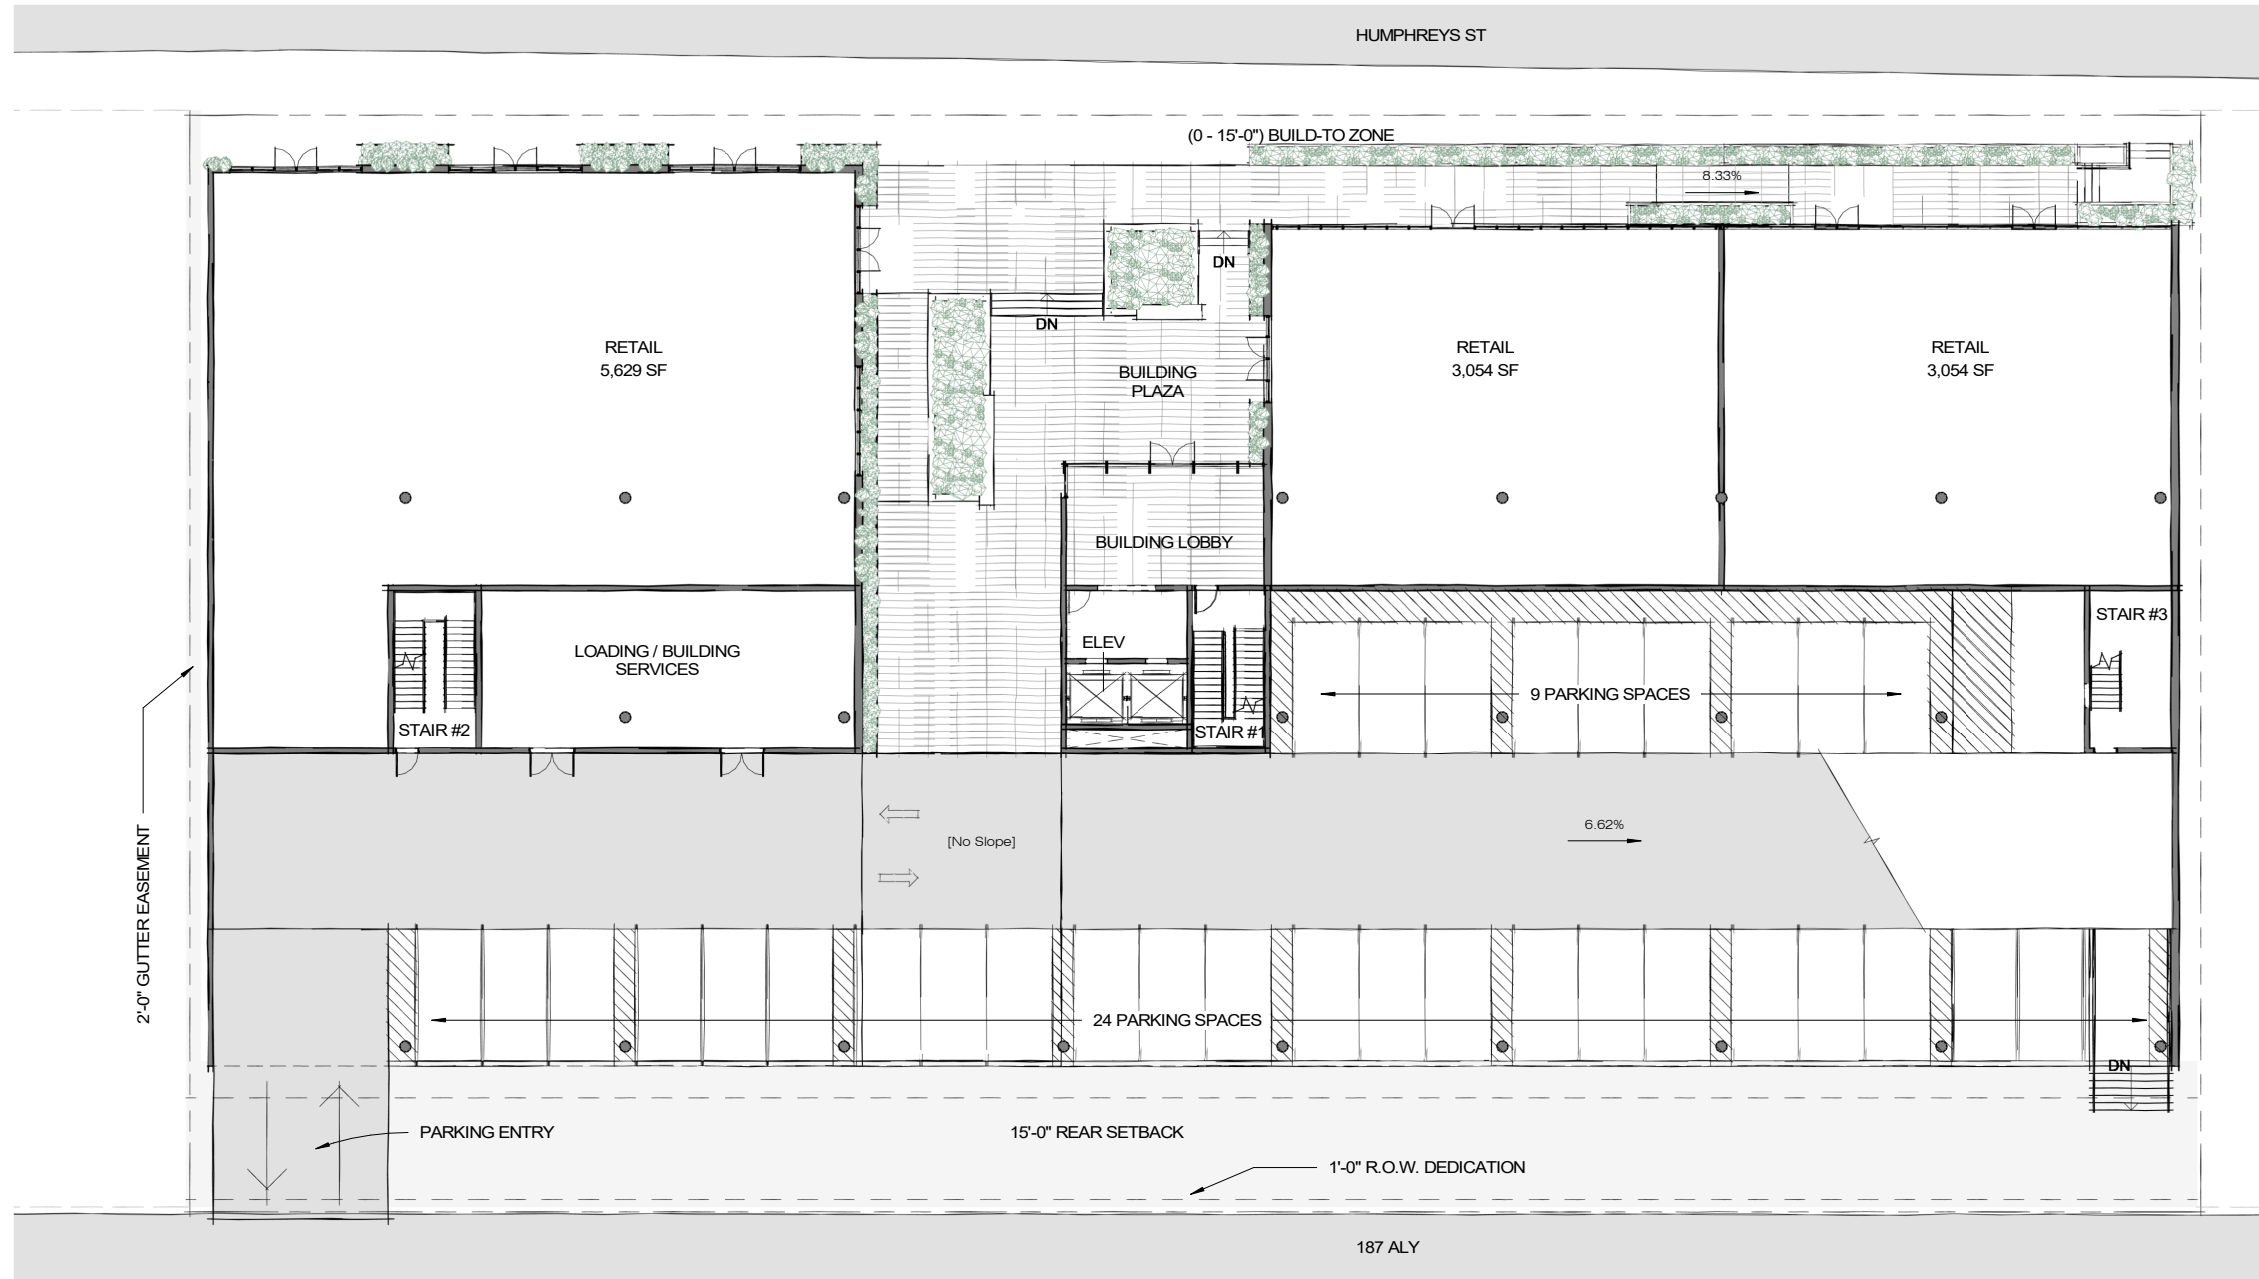 HUMPHREYS ST
(0 - 15'-0") BUILD-TO ZONE
8.33%
DN
DN
RETAIL
5,629 SF
BUILDING
PLAZA
RETAIL
3,054 SF
RETAIL
3,054 SF
BUILDING LOBBY
STAIR #3
ELEV
LOADING / BUILDING
SERVICES
9 PARKING SPACES
STAIR #2
STAIR #1
6.62%
[No Slope]
2'-0" GUTTER EASEMENT
24 PARKING SPACES
DN
PARKING ENTRY
15'-0" REAR SETBACK
1'-0" R.O.W. DEDICATION
187 ALY